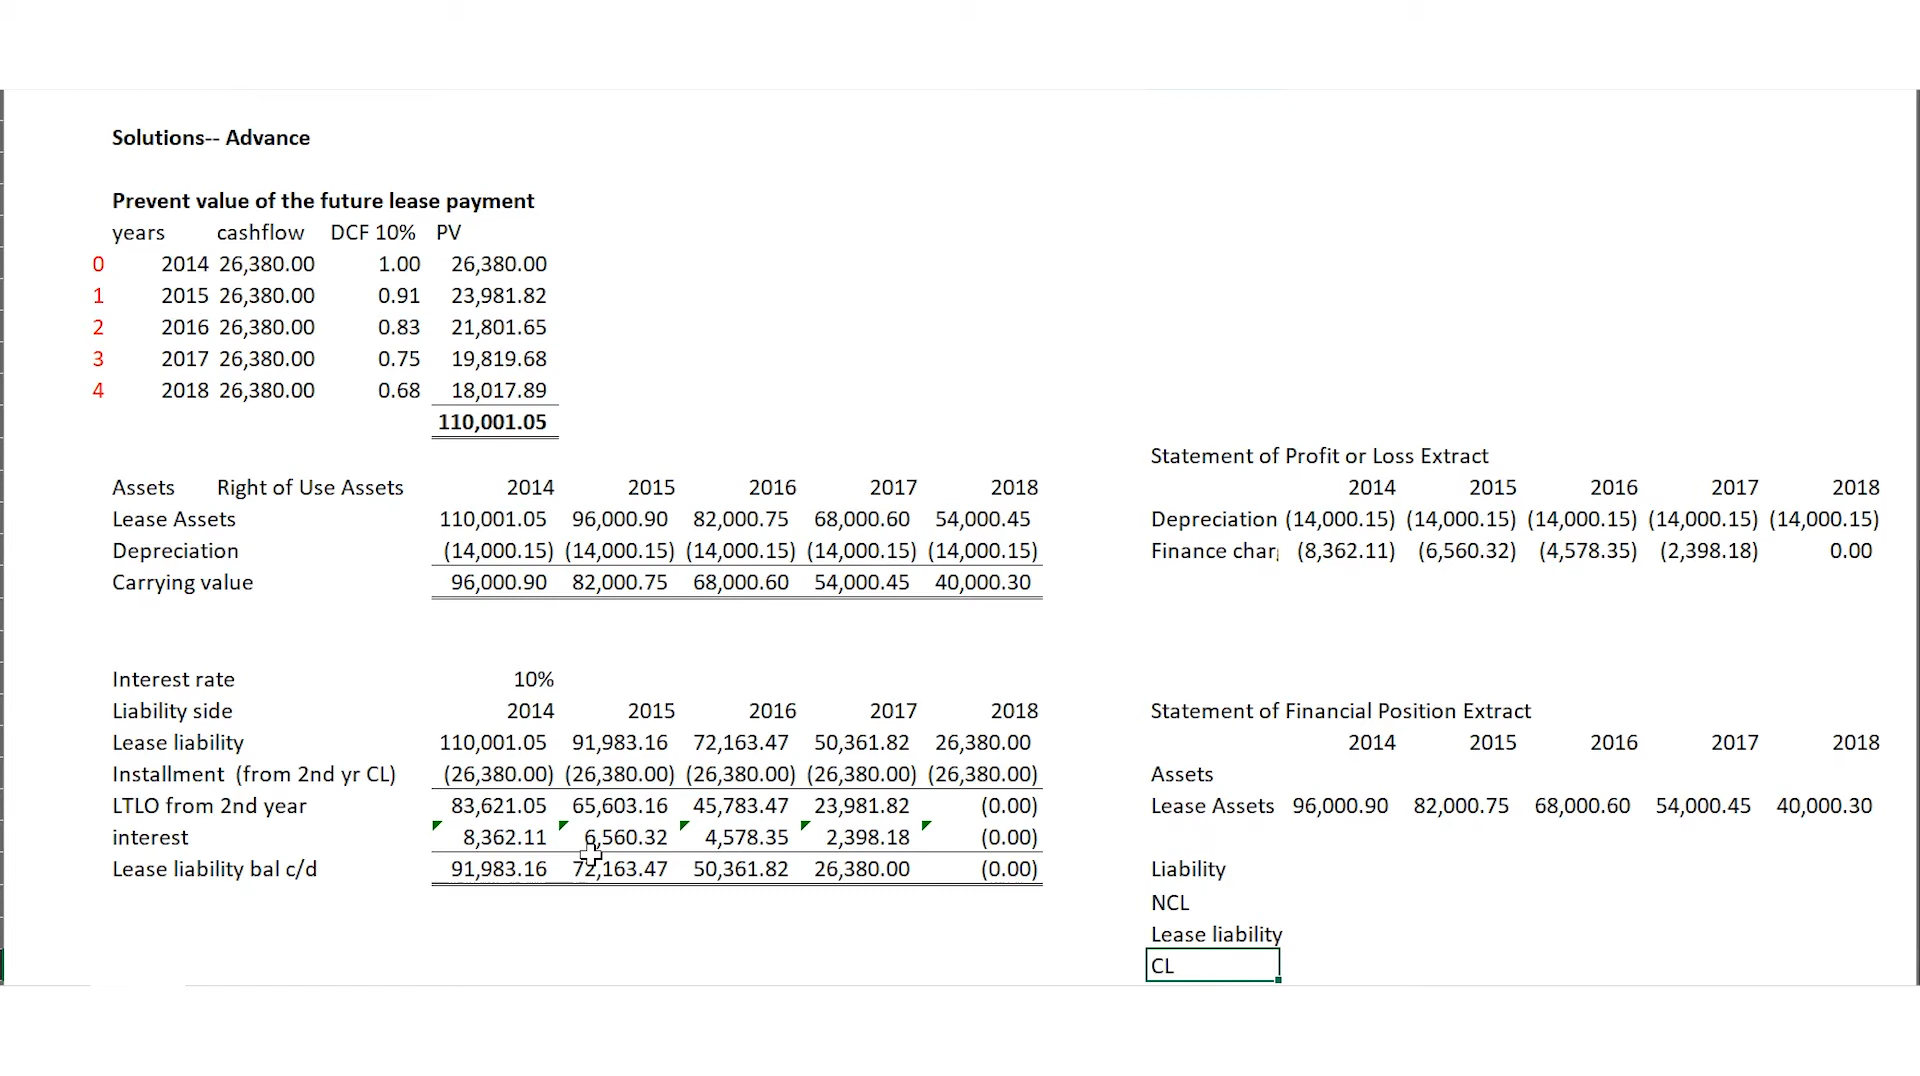 Solutions-- Advance
Prevent value of the future lease payment
years cashflow DCF 10% PV
0 2014 26,380.00 1.00 26,380.00
1 2015 26,380.00 0.91 23,981.82
2 2016 26,380.00 0.83 21,801.65
3 2017 26,380.00 0.75 19,819.68
4 2018 26,380.00 0.68 18,017.89
110,001.05
Assets Right of Use Assets 2014 2015 2016 2017 2018
Lease Assets 110,001.05 96,000.90 82,000.75 68,000.60 54,000.45
Depreciation (14,000.15) (14,000.15) (14,000.15) (14,000.15) (14,000.15)
Carrying value 96,000.90 82,000.75 68,000.60 54,000.45 40,000.30
Interest rate 10%
Liability side 2014 2015 2016 2017 2018
Lease liability 110,001.05 91,983.16 72,163.47 50,361.82 26,380.00
Installment (from 2nd yr CL) (26,380.00) (26,380.00) (26,380.00) (26,380.00) (26,380.00)
LTLO from 2nd year 83,621.05 65,603.16 45,783.47 23,981.82 (0.00)
interest 8,362.11 6,560.32 4,578.35 2,398.18 (0.00)
Lease liability bal c/d 91,983.16 72,163.47 50,361.82 26,380.00 (0.00)
Statement of Profit or Loss Extract
2014 2015 2016 2017 2018
Depreciation (14,000.15) (14,000.15) (14,000.15) (14,000.15) (14,000.15)
Finance char (8,362.11) (6,560.32) (4,578.35) (2,398.18) 0.00
Statement of Financial Position Extract
2014 2015 2016 2017 2018
Assets
Lease Assets 96,000.90 82,000.75 68,000.60 54,000.45 40,000.30
Liability
NCL
Lease liability
CL